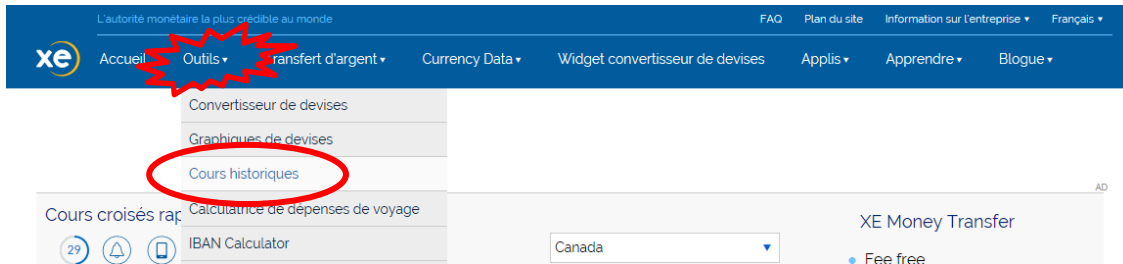 L'autorité monétaire la plus crédible au monde FAQ Plan du site Information sur l'entreprise ▾ Français ▾
xe Accueil Outils ▾ Transfert d'argent ▾ Currency Data ▾ Widget convertisseur de devises Applis ▾ Apprendre ▾ Blogue ▾
Convertisseur de devises
Graphiques de devises
Cours historiques
AD
Cours croisés rap Calculatrice de dépenses de voyage XE Money Transfer
29 IBAN Calculator Canada ▼
Fee free